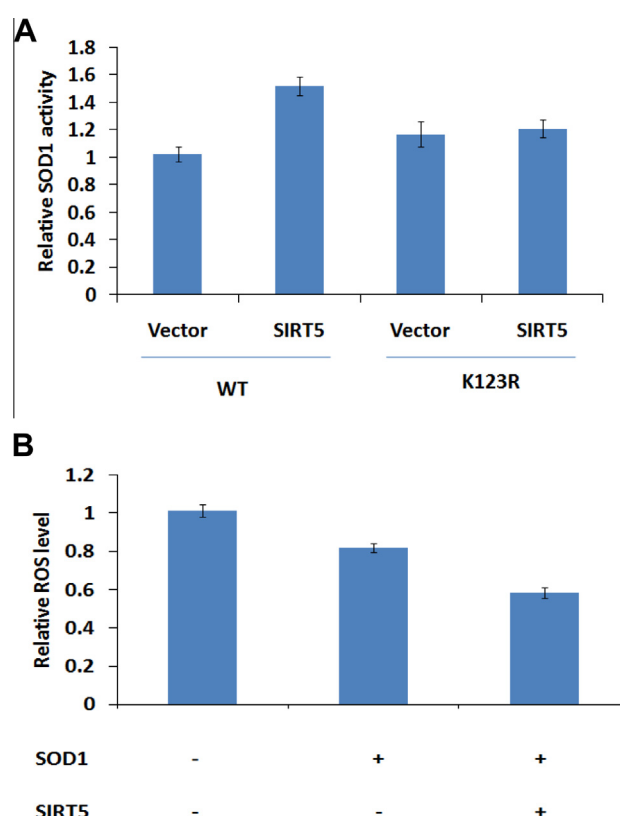 A
Relative SOD1 activity
1.8
1.6
1.4
1.2
1
0.8
0.6
0.4
0.2
0
Vector SIRT5 Vector SIRT5
WT K123R
B
Relative ROS level
1.2
1
0.8
0.6
0.4
0.2
0
SOD1 - + +
SIRT5 - - +